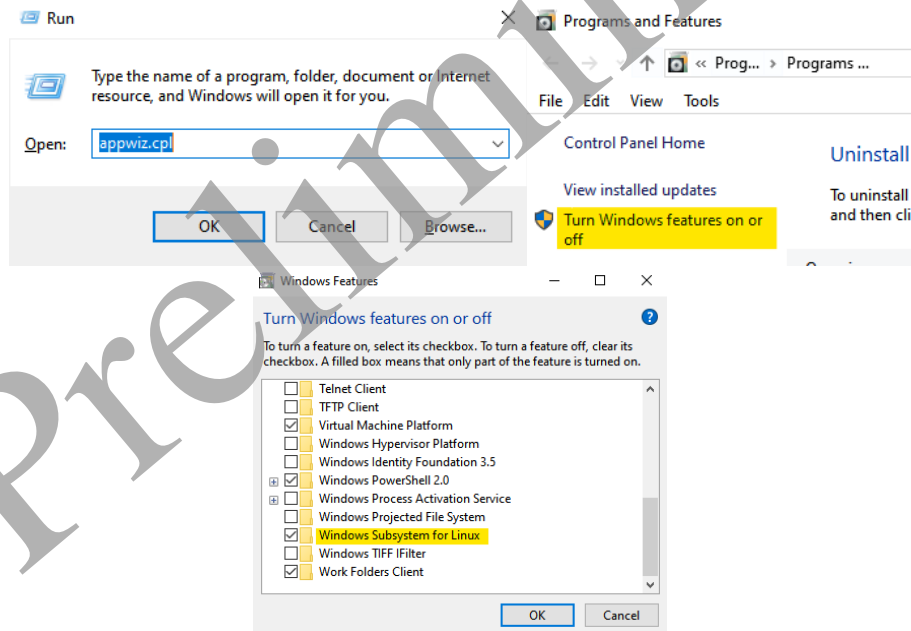 Run
Type the name of a program, folder, document or Internet
resource, and Windows will open it for you.
Open:
appwiz.cpl
OK
Cancel
Browse...
Programs and Features
« Prog... › Programs ...
File Edit View Tools
Control Panel Home
View installed updates
Turn Windows features on or
off
Uninstall
To uninstall
and then cli
Windows Features
Turn Windows features on or off
To turn a feature on, select its checkbox. To turn a feature off, clear its
checkbox. A filled box means that only part of the feature is turned on.
Telnet Client
TFTP Client
Virtual Machine Platform
Windows Hypervisor Platform
Windows Identity Foundation 3.5
Windows PowerShell 2.0
Windows Process Activation Service
Windows Projected File System
Windows Subsystem for Linux
Windows TIFF IFilter
Work Folders Client
OK
Cancel